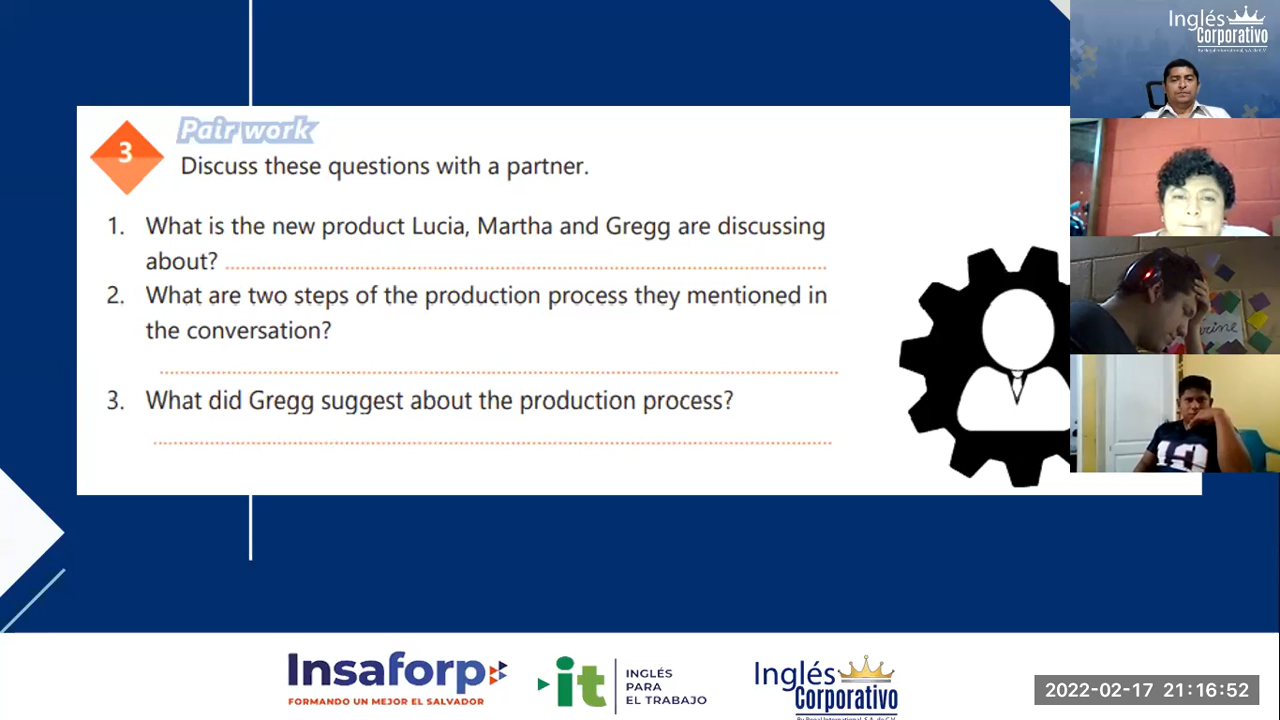 Inglés
Corporativo
3
Pair work
Discuss these questions with a partner.
1. What is the new product Lucia, Martha and Gregg are discussing
about?
2. What are two steps of the production process they mentioned in
the conversation?
3. What did Gregg suggest about the production process?
Insaforp
FORMANDO UN MEJOR EL SALVADOR
it
INGLÉS
PARA
EL TRABAJO
Inglés
Corporativo
2022-02-17 21:16:52